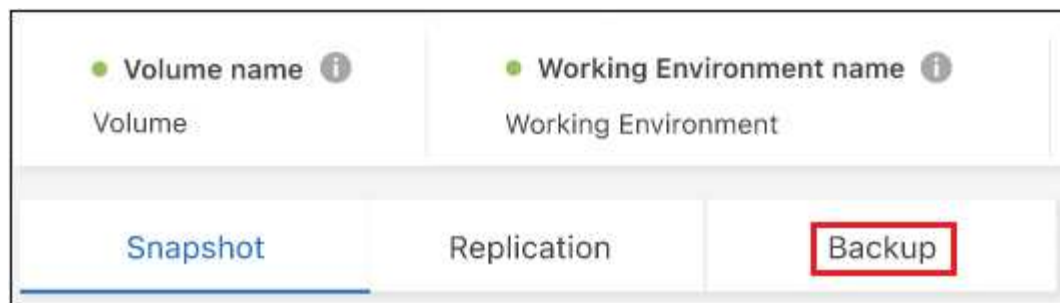 Volume name Working Environment name
Volume Working Environment
Snapshot Replication Backup